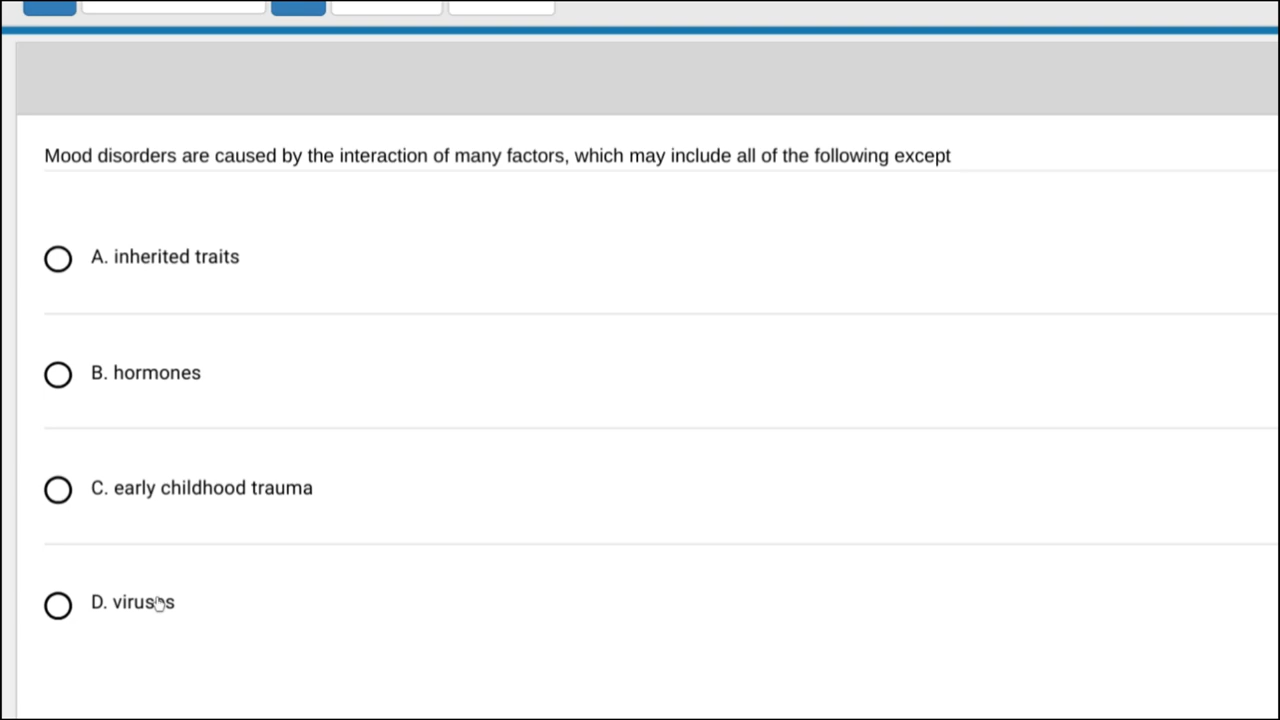 Mood disorders are caused by the interaction of many factors, which may include all of the following except
A. inherited traits
B. hormones
C. early childhood trauma
D. viruses